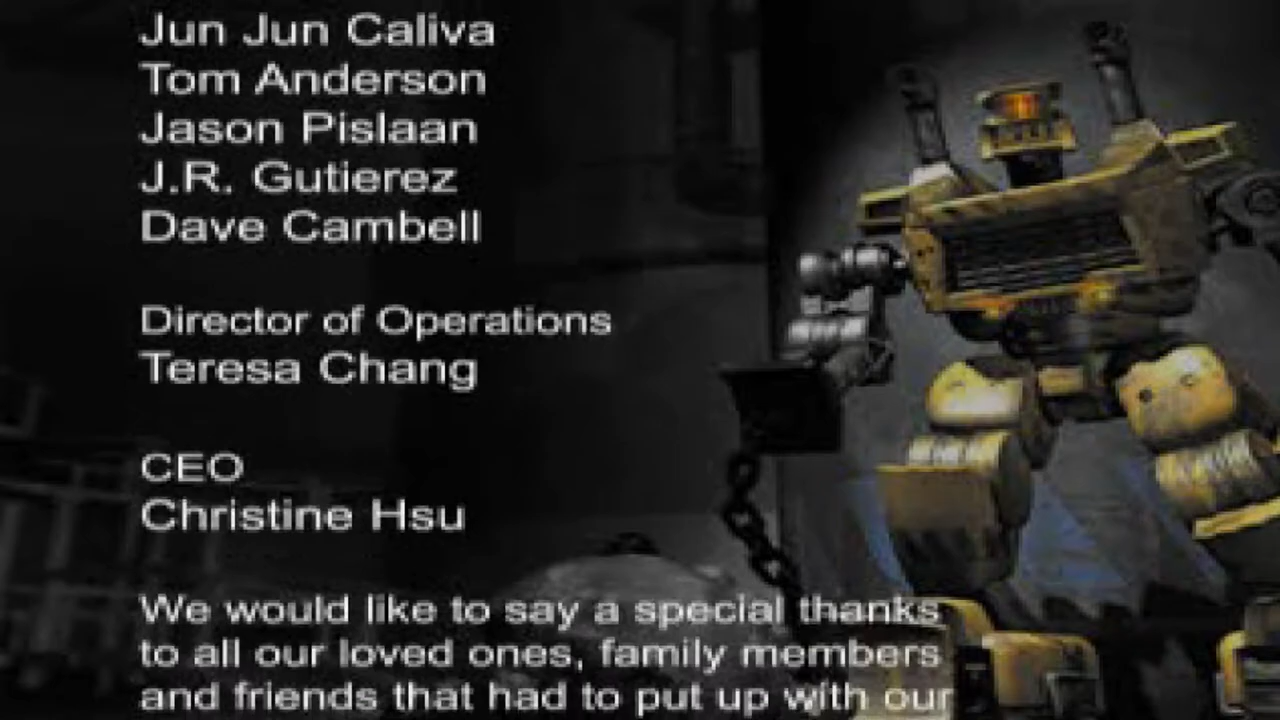 Jun Jun Caliva
Tom Anderson
Jason Pislaan
J.R. Gutierez
Dave Cambell
Director of Operations
Teresa Chang
CEO
Christine Hsu
We would like to say a special thanks
to all our loved ones, family members
and friends that had to put up with our